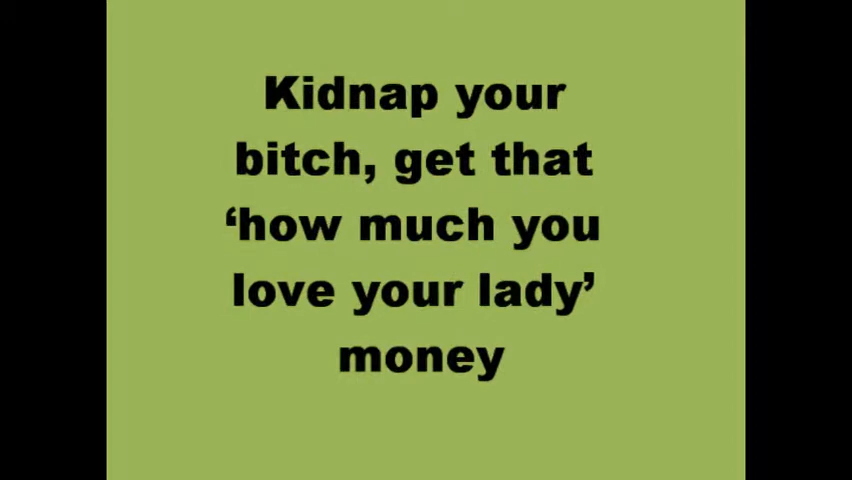 Kidnap your
bitch, get that
‘how much you
love your lady’
money